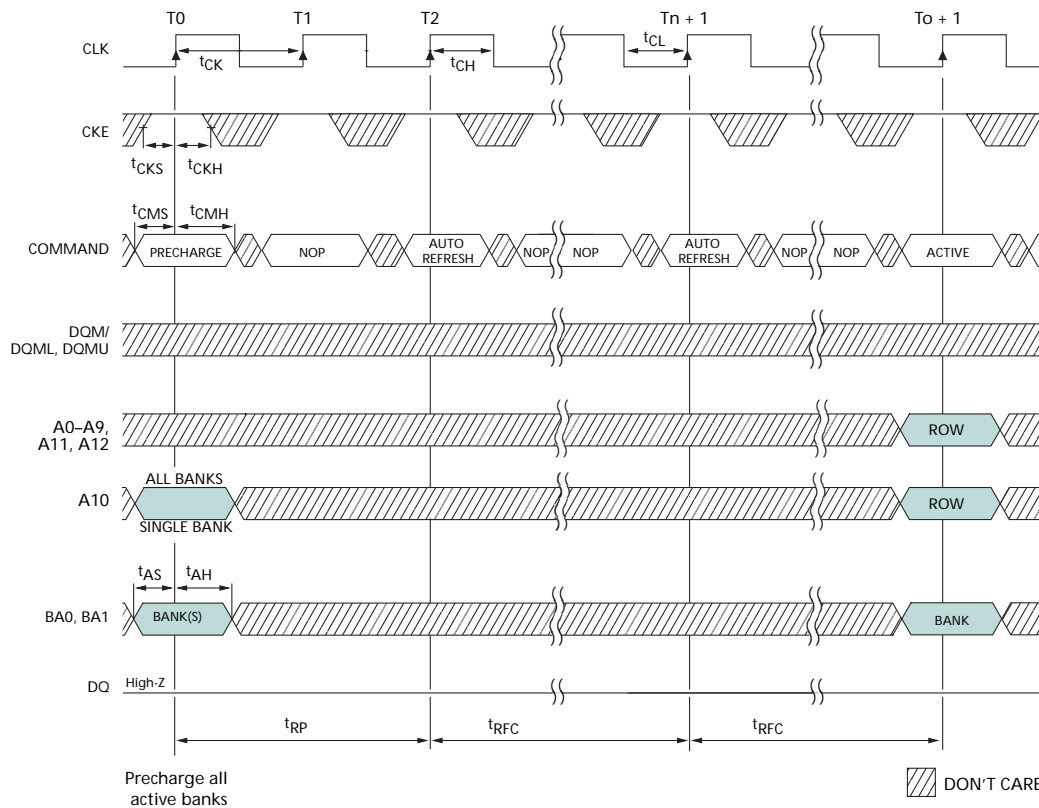 T0 T1 T2 Tn + 1 To + 1
CLK
tCK tCH tCL
CKE
tCKS tCKH
tCMS tCMH
COMMAND PRECHARGE NOP AUTO REFRESH NOP NOP AUTO REFRESH NOP NOP ACTIVE
DQM/
DQML, DQMU
A0–A9,
A11, A12
ROW
ALL BANKS
A10 ROW
SINGLE BANK
tAS tAH
BA0, BA1 BANK(S) BANK
DQ High-Z
tRP tRFC tRFC
Precharge all
active banks
DON'T CARE